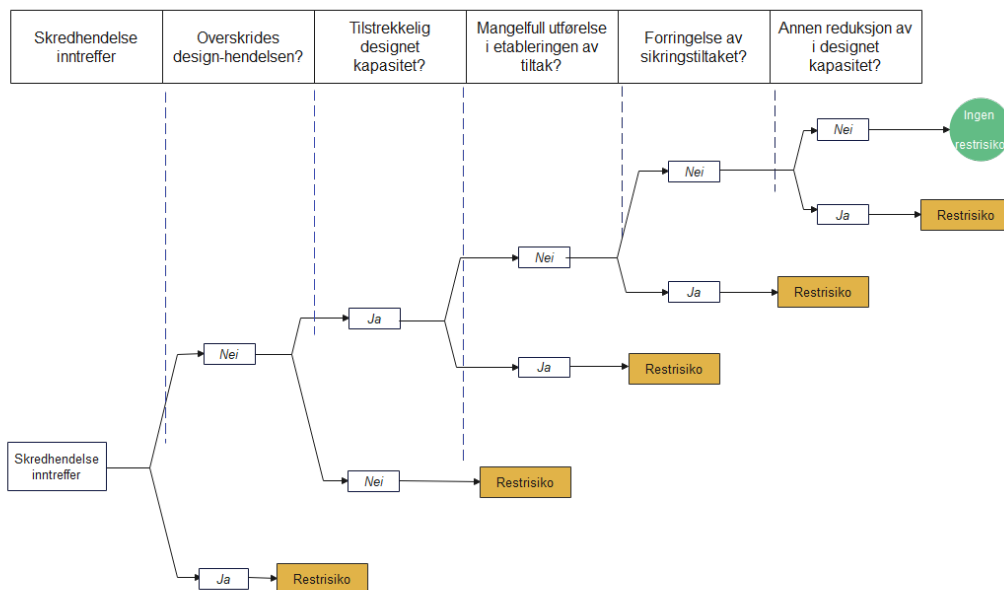 Skredhendelse
inntreffer
Overskrides
design-hendelsen?
Tilstrekkelig
designet
kapasitet?
Mangelfull utførelse
i etableringen av
tiltak?
Forringelse av
sikringstiltaket?
Annen reduksjon av
i designet
kapasitet?
Nei
Ingen
restrisiko
Nei
Ja
Restrisiko
Nei
Ja
Restrisiko
Ja
Nei
Ja
Restrisiko
Skredhendelse
inntreffer
Nei
Restrisiko
Ja
Restrisiko